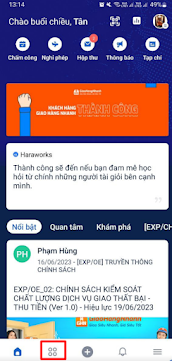 13:14
Chào buổi chiều, Tân
Chấm công
Nghỉ phép
Hộp thư
Thông báo
Tạp chí
GiaoHangNhanh
KHÁCH HÀNG
GIAO HÀNG NHANH
THÀNH CÔNG
Haraworks
Thành công sẽ đến nếu bạn đam mê học
hỏi từ chính những người tài giỏi bên cạnh
mình.
Nổi bật
Quan tâm
Khám phá
[EXP/C
PH
Phạm Hùng
16/06/2023 - [EXP/OE] TRUYỀN THÔNG
CHÍNH SÁCH
EXP/OE_02: CHÍNH SÁCH KIỂM SOÁT
CHẤT LƯỢNG DỊCH VỤ GIAO THẤT BẠI -
THU TIỀN (Ver 1.0) - Hiệu lực 19/06/2023
GiaoHangNhanh